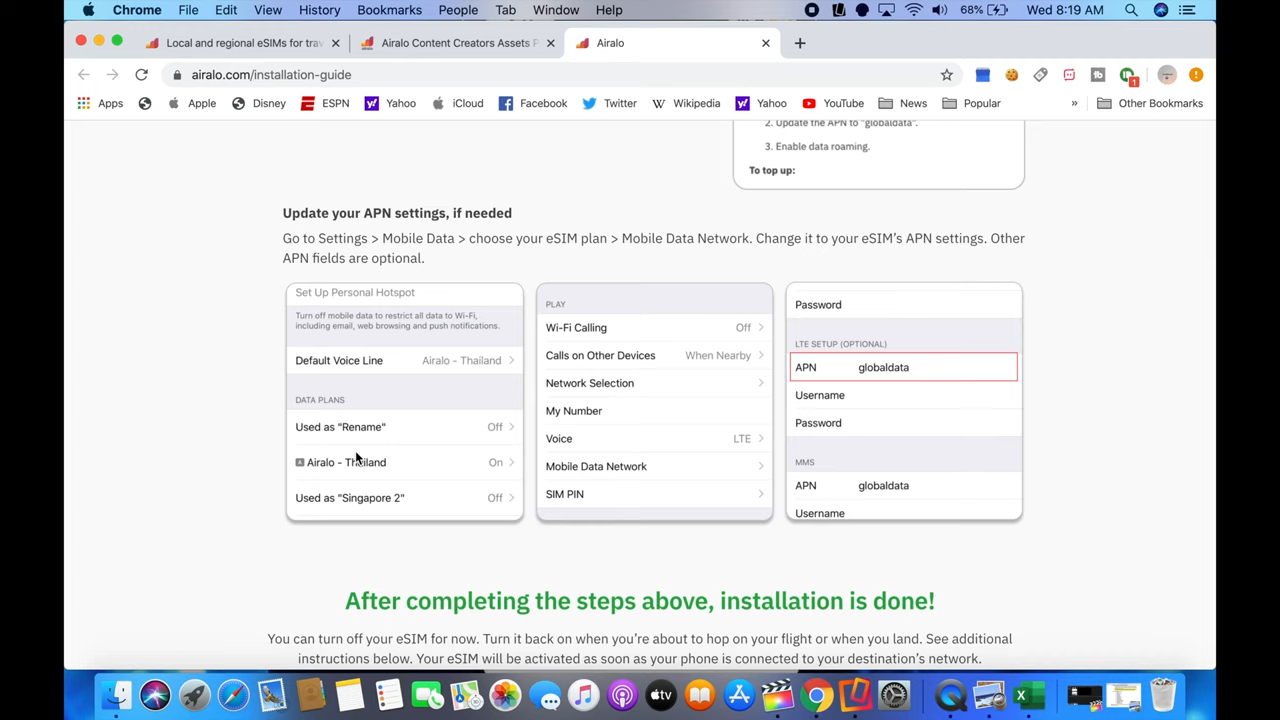 Chrome File Edit View History Bookmarks People Tab Window Help 68% Wed 8:19 AM
Local and regional eSIMs for trav Airalo Content Creators Assets P Airalo
airalo.com/installation-guide
Apps Apple Disney ESPN Yahoo iCloud Facebook Twitter Wikipedia Yahoo YouTube News Popular » Other Bookmarks
2. Update the APN to "globaldata".
3. Enable data roaming.
To top up:
Update your APN settings, if needed
Go to Settings > Mobile Data > choose your eSIM plan > Mobile Data Network. Change it to your eSIM's APN settings. Other
APN fields are optional.
Set Up Personal Hotspot
Turn off mobile data to restrict all data to Wi-Fi,
including email, web browsing and push notifications.
Default Voice Line Airalo - Thailand
DATA PLANS
Used as "Rename" Off
A Airalo - Thailand On
Used as "Singapore 2" Off
PLAY
Wi-Fi Calling Off
Calls on Other Devices When Nearby
Network Selection
My Number
Voice LTE
Mobile Data Network
SIM PIN
Password
LTE SETUP (OPTIONAL)
APN globaldata
Username
Password
MMS
APN globaldata
Username
After completing the steps above, installation is done!
You can turn off your eSIM for now. Turn it back on when you're about to hop on your flight or when you land. See additional
instructions below. Your eSIM will be activated as soon as your phone is connected to your destination's network.